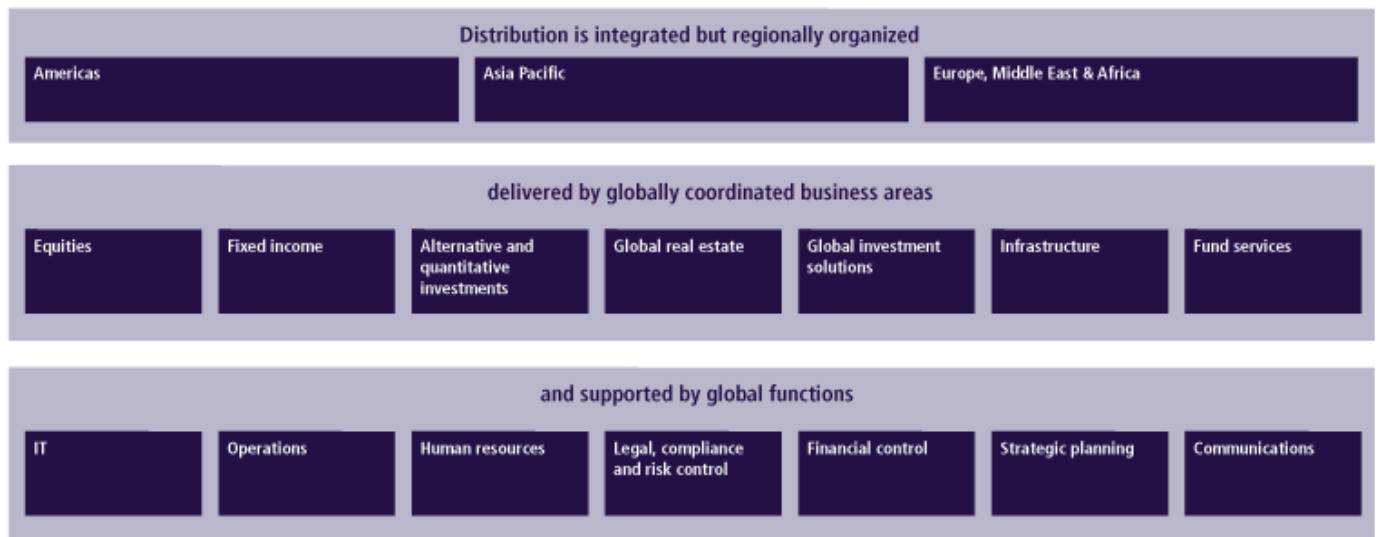 Distribution is integrated but regionally organized
Americas
Asia Pacific
Europe, Middle East & Africa
delivered by globally coordinated business areas
Equities
Fixed income
Alternative and
quantitative
investments
Global real estate
Global investment
solutions
Infrastructure
Fund services
and supported by global functions
IT
Operations
Human resources
Legal, compliance
and risk control
Financial control
Strategic planning
Communications